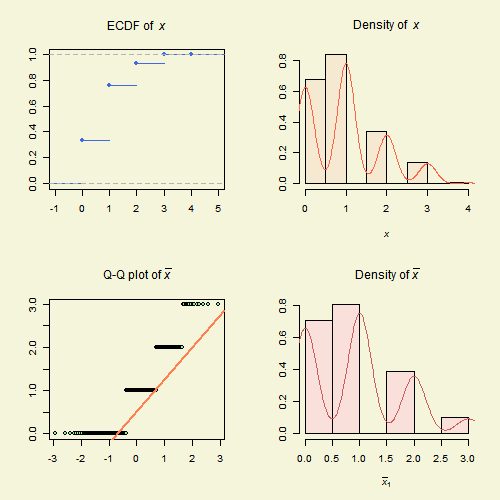 ECDF of x
0.0 0.2 0.4 0.6 0.8 1.0
-1 0 1 2 3 4 5
Density of x
0.0 0.2 0.4 0.6 0.8
0 1 2 3 4
x
Q-Q plot of x̅
0.0 1.0 2.0 3.0
-3 -2 -1 0 1 2 3
Density of x̅
0.0 0.2 0.4 0.6 0.8
0.0 0.5 1.0 1.5 2.0 2.5 3.0
x̅₁